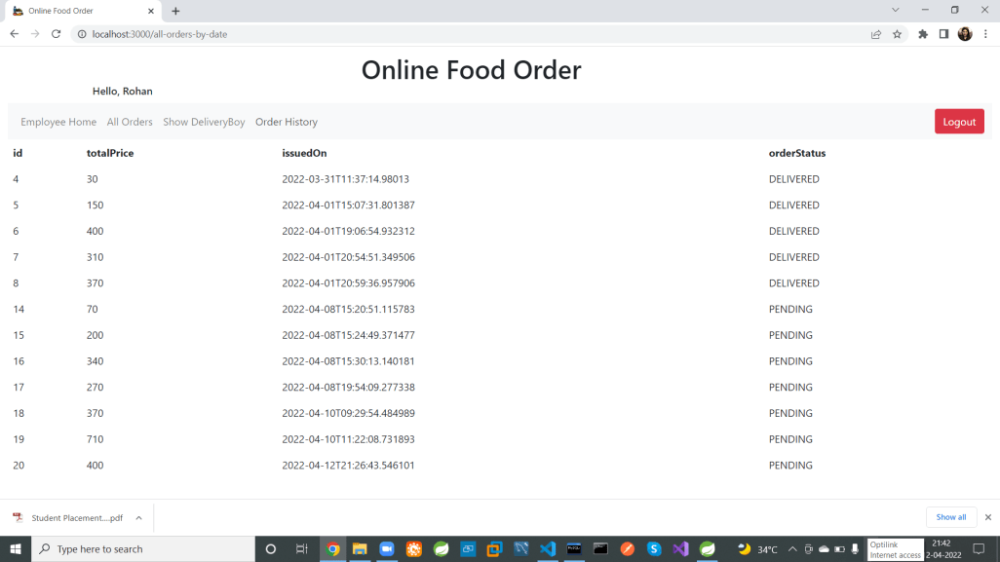 Online Food Order
localhost:3000/all-orders-by-date
Online Food Order
Hello, Rohan
Employee Home All Orders Show DeliveryBoy Order History Logout
id totalPrice issuedOn orderStatus
4 30 2022-03-31T11:37:14.98013 DELIVERED
5 150 2022-04-01T15:07:31.801387 DELIVERED
6 400 2022-04-01T19:06:54.932312 DELIVERED
7 310 2022-04-01T20:54:51.349506 DELIVERED
8 370 2022-04-01T20:59:36.957906 DELIVERED
14 70 2022-04-08T15:20:51.115783 PENDING
15 200 2022-04-08T15:24:49.371477 PENDING
16 340 2022-04-08T15:30:13.140181 PENDING
17 270 2022-04-08T19:54:09.277338 PENDING
18 370 2022-04-10T09:29:54.484989 PENDING
19 710 2022-04-10T11:22:08.731893 PENDING
20 400 2022-04-12T21:26:43.546101 PENDING
Student Placement....pdf Show all
Type here to search 34°C
Optilink 21:42
Internet access 2-04-2022